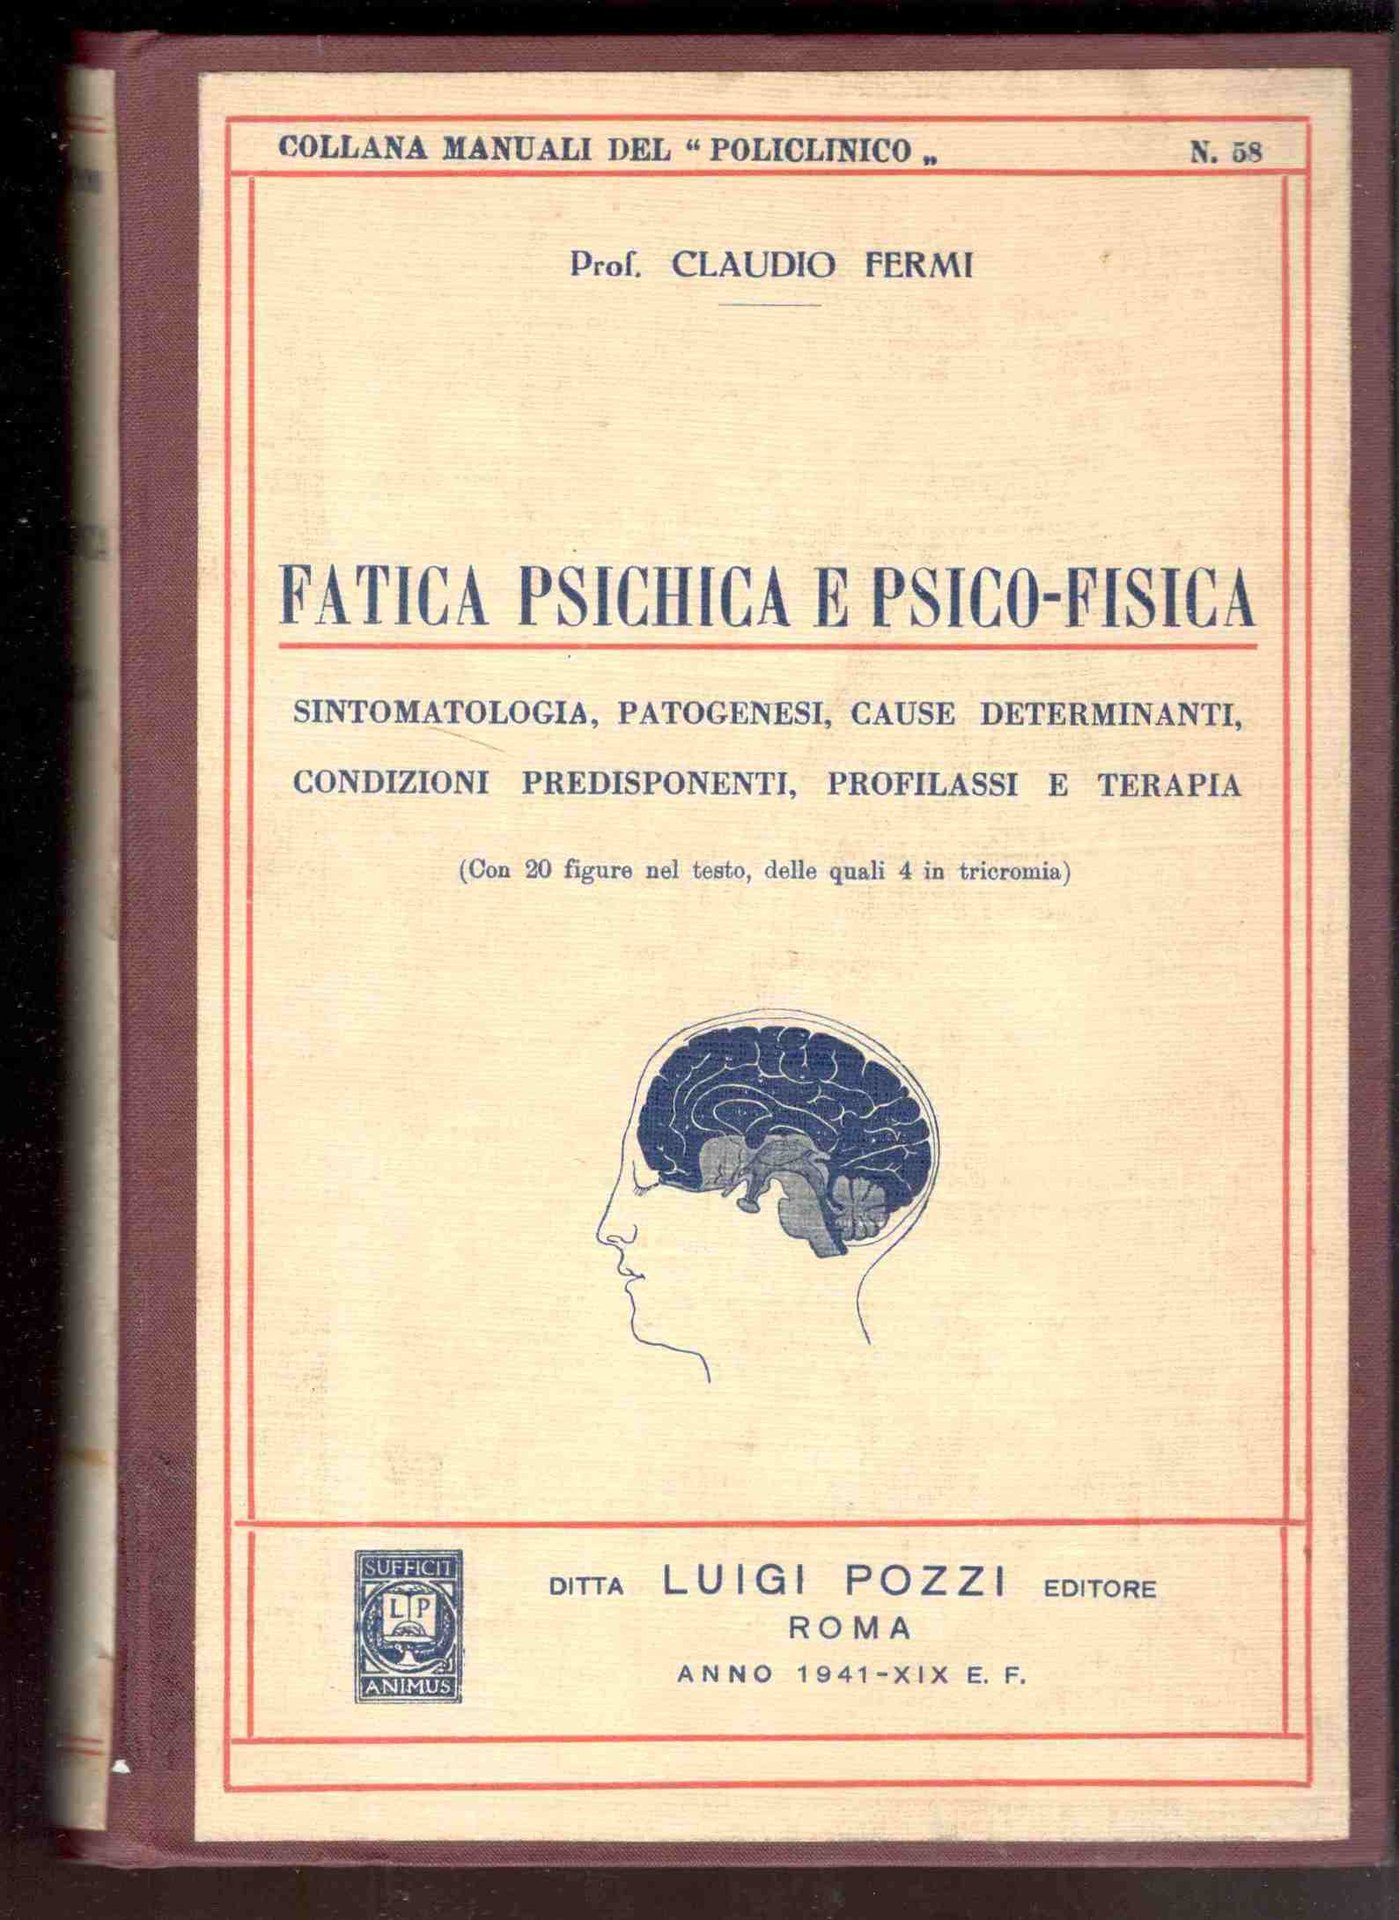 COLLANA MANUALI DEL “ POLICLINICO „ N. 58
Prof. CLAUDIO FERMI
FATICA PSICHICA E PSICO-FISICA
SINTOMATOLOGIA, PATOGENESI, CAUSE DETERMINANTI,
CONDIZIONI PREDISPONENTI, PROFILASSI E TERAPIA
(Con 20 figure nel testo, delle quali 4 in tricromia)
SUFFICIT
L P
ANIMUS
DITTA LUIGI POZZI EDITORE
ROMA
ANNO 1941-XIX E. F.